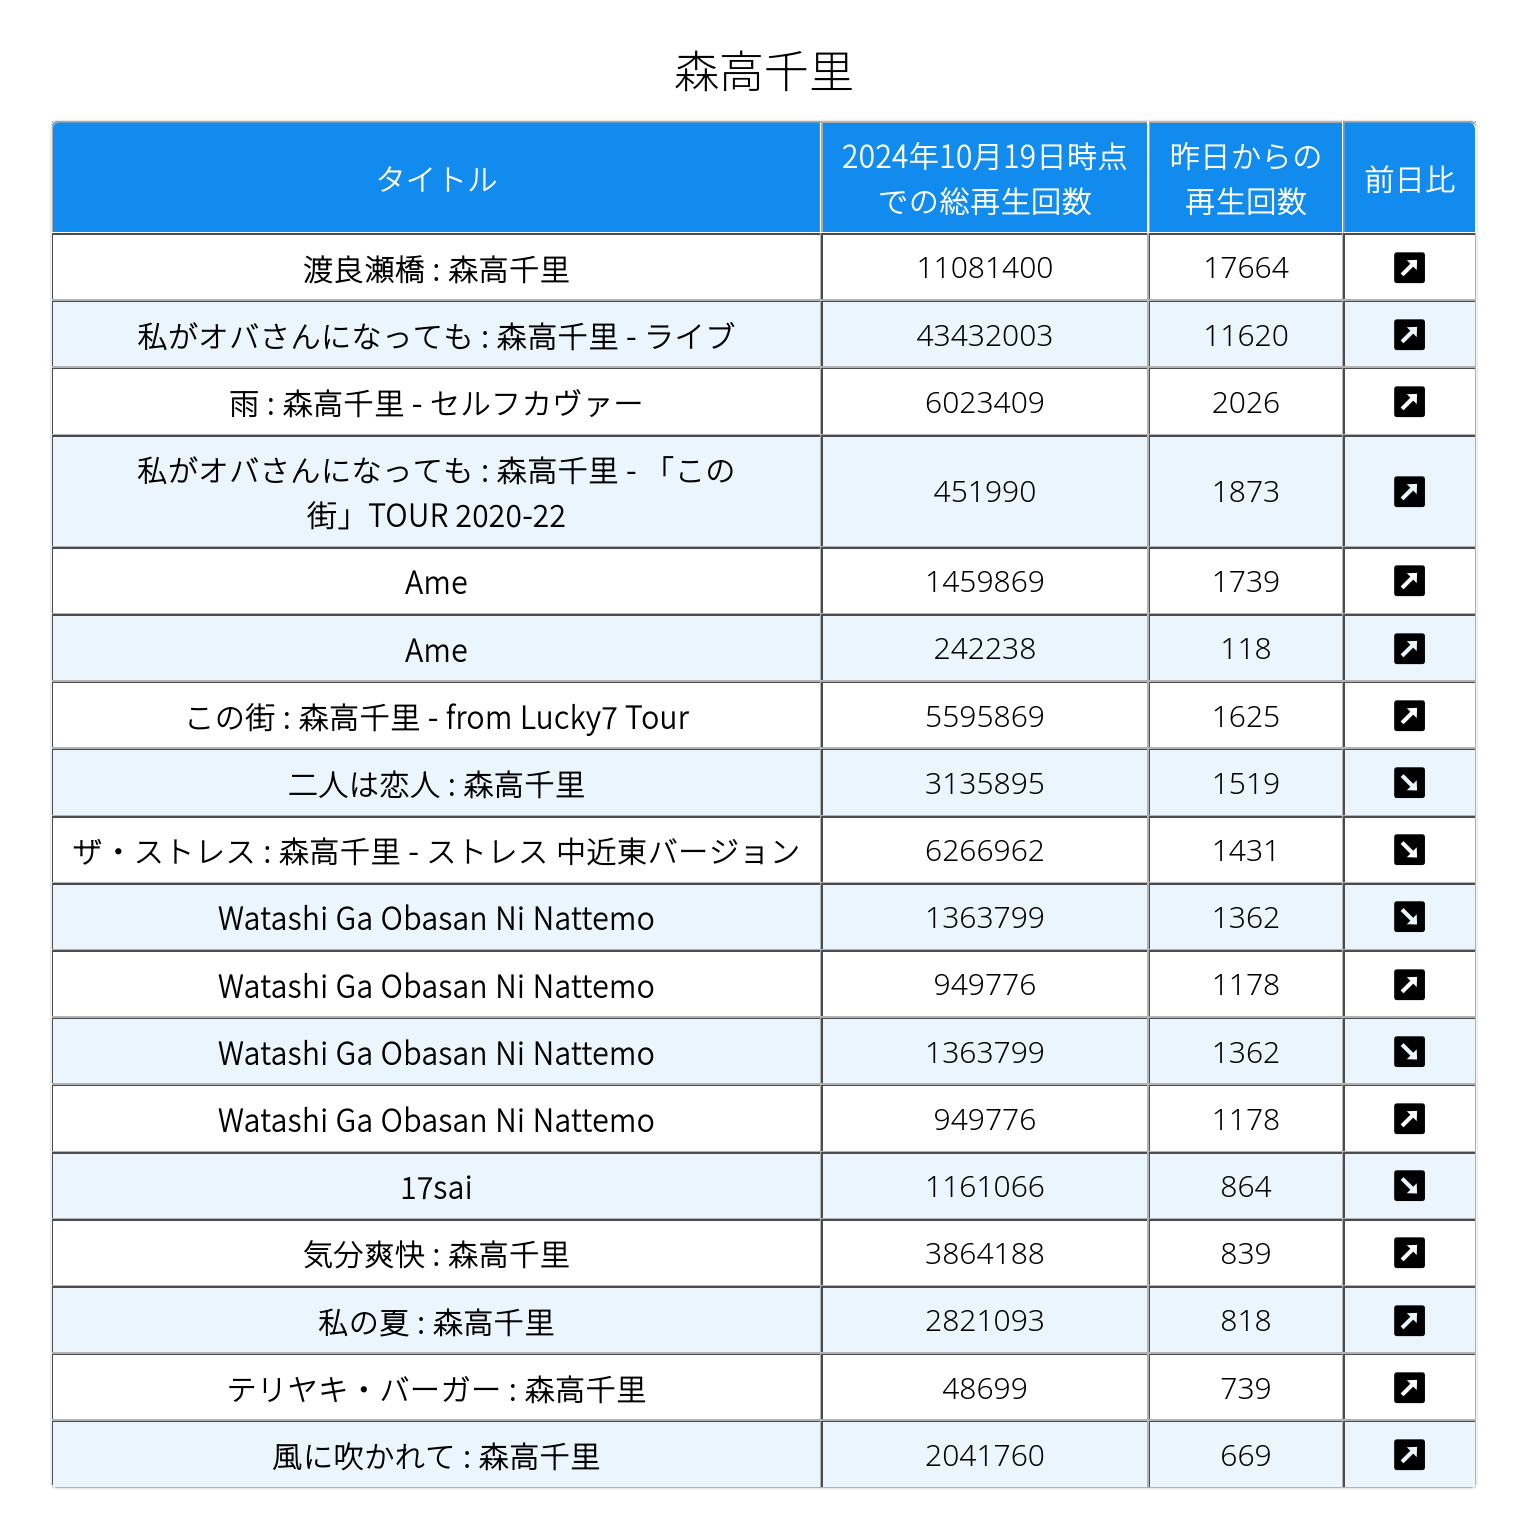 森高千里
タイトル
2024年10月19日時点
での総再生回数
昨日からの
再生回数
前日比
渡良瀬橋 : 森高千里 11081400 17664
私がオバさんになっても : 森高千里 - ライブ 43432003 11620
雨 : 森高千里 - セルフカヴァー 6023409 2026
私がオバさんになっても : 森高千里 - 「この
街」TOUR 2020-22 451990 1873
Ame 1459869 1739
Ame 242238 118
この街 : 森高千里 - from Lucky7 Tour 5595869 1625
二人は恋人 : 森高千里 3135895 1519
ザ・ストレス : 森高千里 - ストレス 中近東バージョン 6266962 1431
Watashi Ga Obasan Ni Nattemo 1363799 1362
Watashi Ga Obasan Ni Nattemo 949776 1178
Watashi Ga Obasan Ni Nattemo 1363799 1362
Watashi Ga Obasan Ni Nattemo 949776 1178
17sai 1161066 864
気分爽快 : 森高千里 3864188 839
私の夏 : 森高千里 2821093 818
テリヤキ・バーガー : 森高千里 48699 739
風に吹かれて : 森高千里 2041760 669